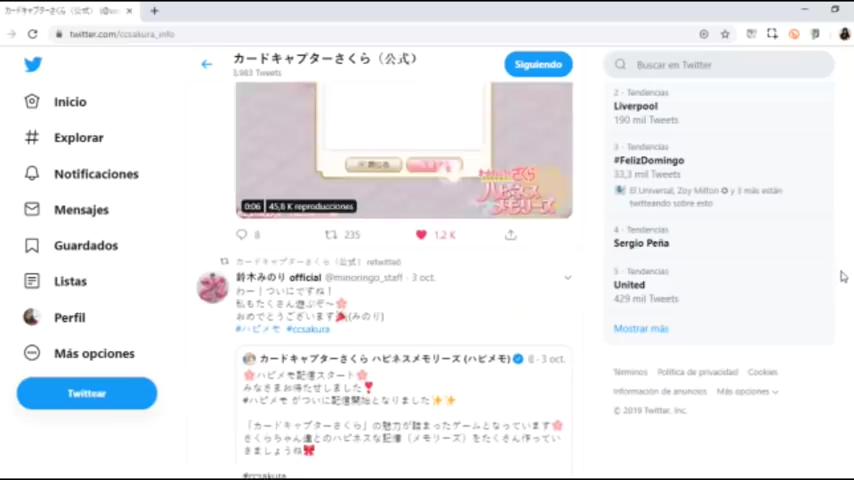 twitter.com/ccsakura_info
カードキャプターさくら（公式）
3,983 Tweets
Siguiendo
Buscar en Twitter
Inicio
Explorar
Notificaciones
Mensajes
Guardados
Listas
Perfil
Más opciones
Twittear
さくら
ハピネス
メモリーズ
0:06
45,8 K reproducciones
8
235
1,2 K
カードキャプターさくら（公式）retwitteó
鈴木みのり official @minoringo_staff · 3 oct.
わー！ついにですね！
私もたくさん遊ぶぞ〜🌸
おめでとうございます🎉(みのり)
#ハピメモ #ccsakura
カードキャプターさくら ハピネスメモリーズ (ハピメモ) · 3 oct.
🌸ハピメモ配信スタート🌸
みなさまお待たせしました❣
#ハピメモ がついに配信開始となりました✨✨
「カードキャプターさくら」の魅力が詰まったゲームとなっています🌸
さくらちゃん達とのハピネスな記憶（メモリーズ）をたくさん作ってい
きましょうね🎀
#ccsakura
2 · Tendencias
Liverpool
190 mil Tweets
3 · Tendencias
#FelizDomingo
33,3 mil Tweets
El Universal, Zoy Milton ✪ y 3 más están
twitteando sobre esto
4 · Tendencias
Sergio Peña
5 · Tendencias
United
429 mil Tweets
Mostrar más
Términos Política de privacidad Cookies
Información de anuncios Más opciones
© 2019 Twitter, Inc.